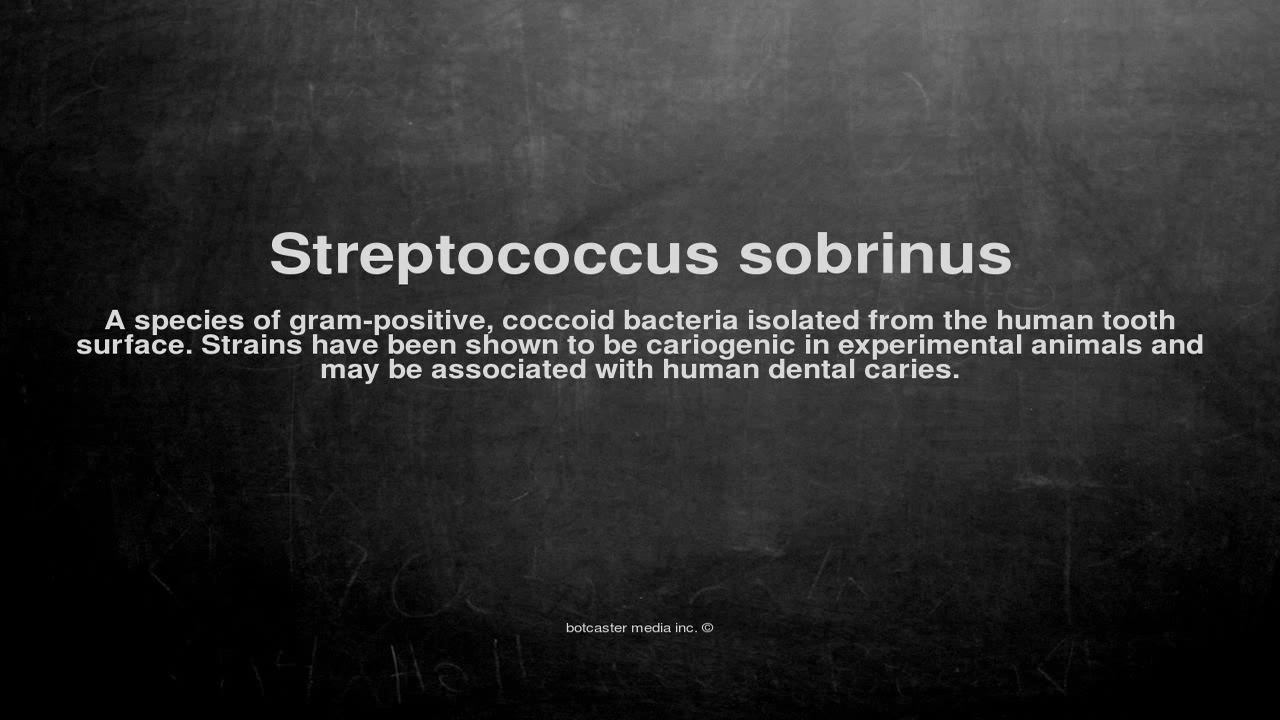 Streptococcus sobrinus
A species of gram-positive, coccoid bacteria isolated from the human tooth
surface. Strains have been shown to be cariogenic in experimental animals and
may be associated with human dental caries.
botcaster media inc. ©